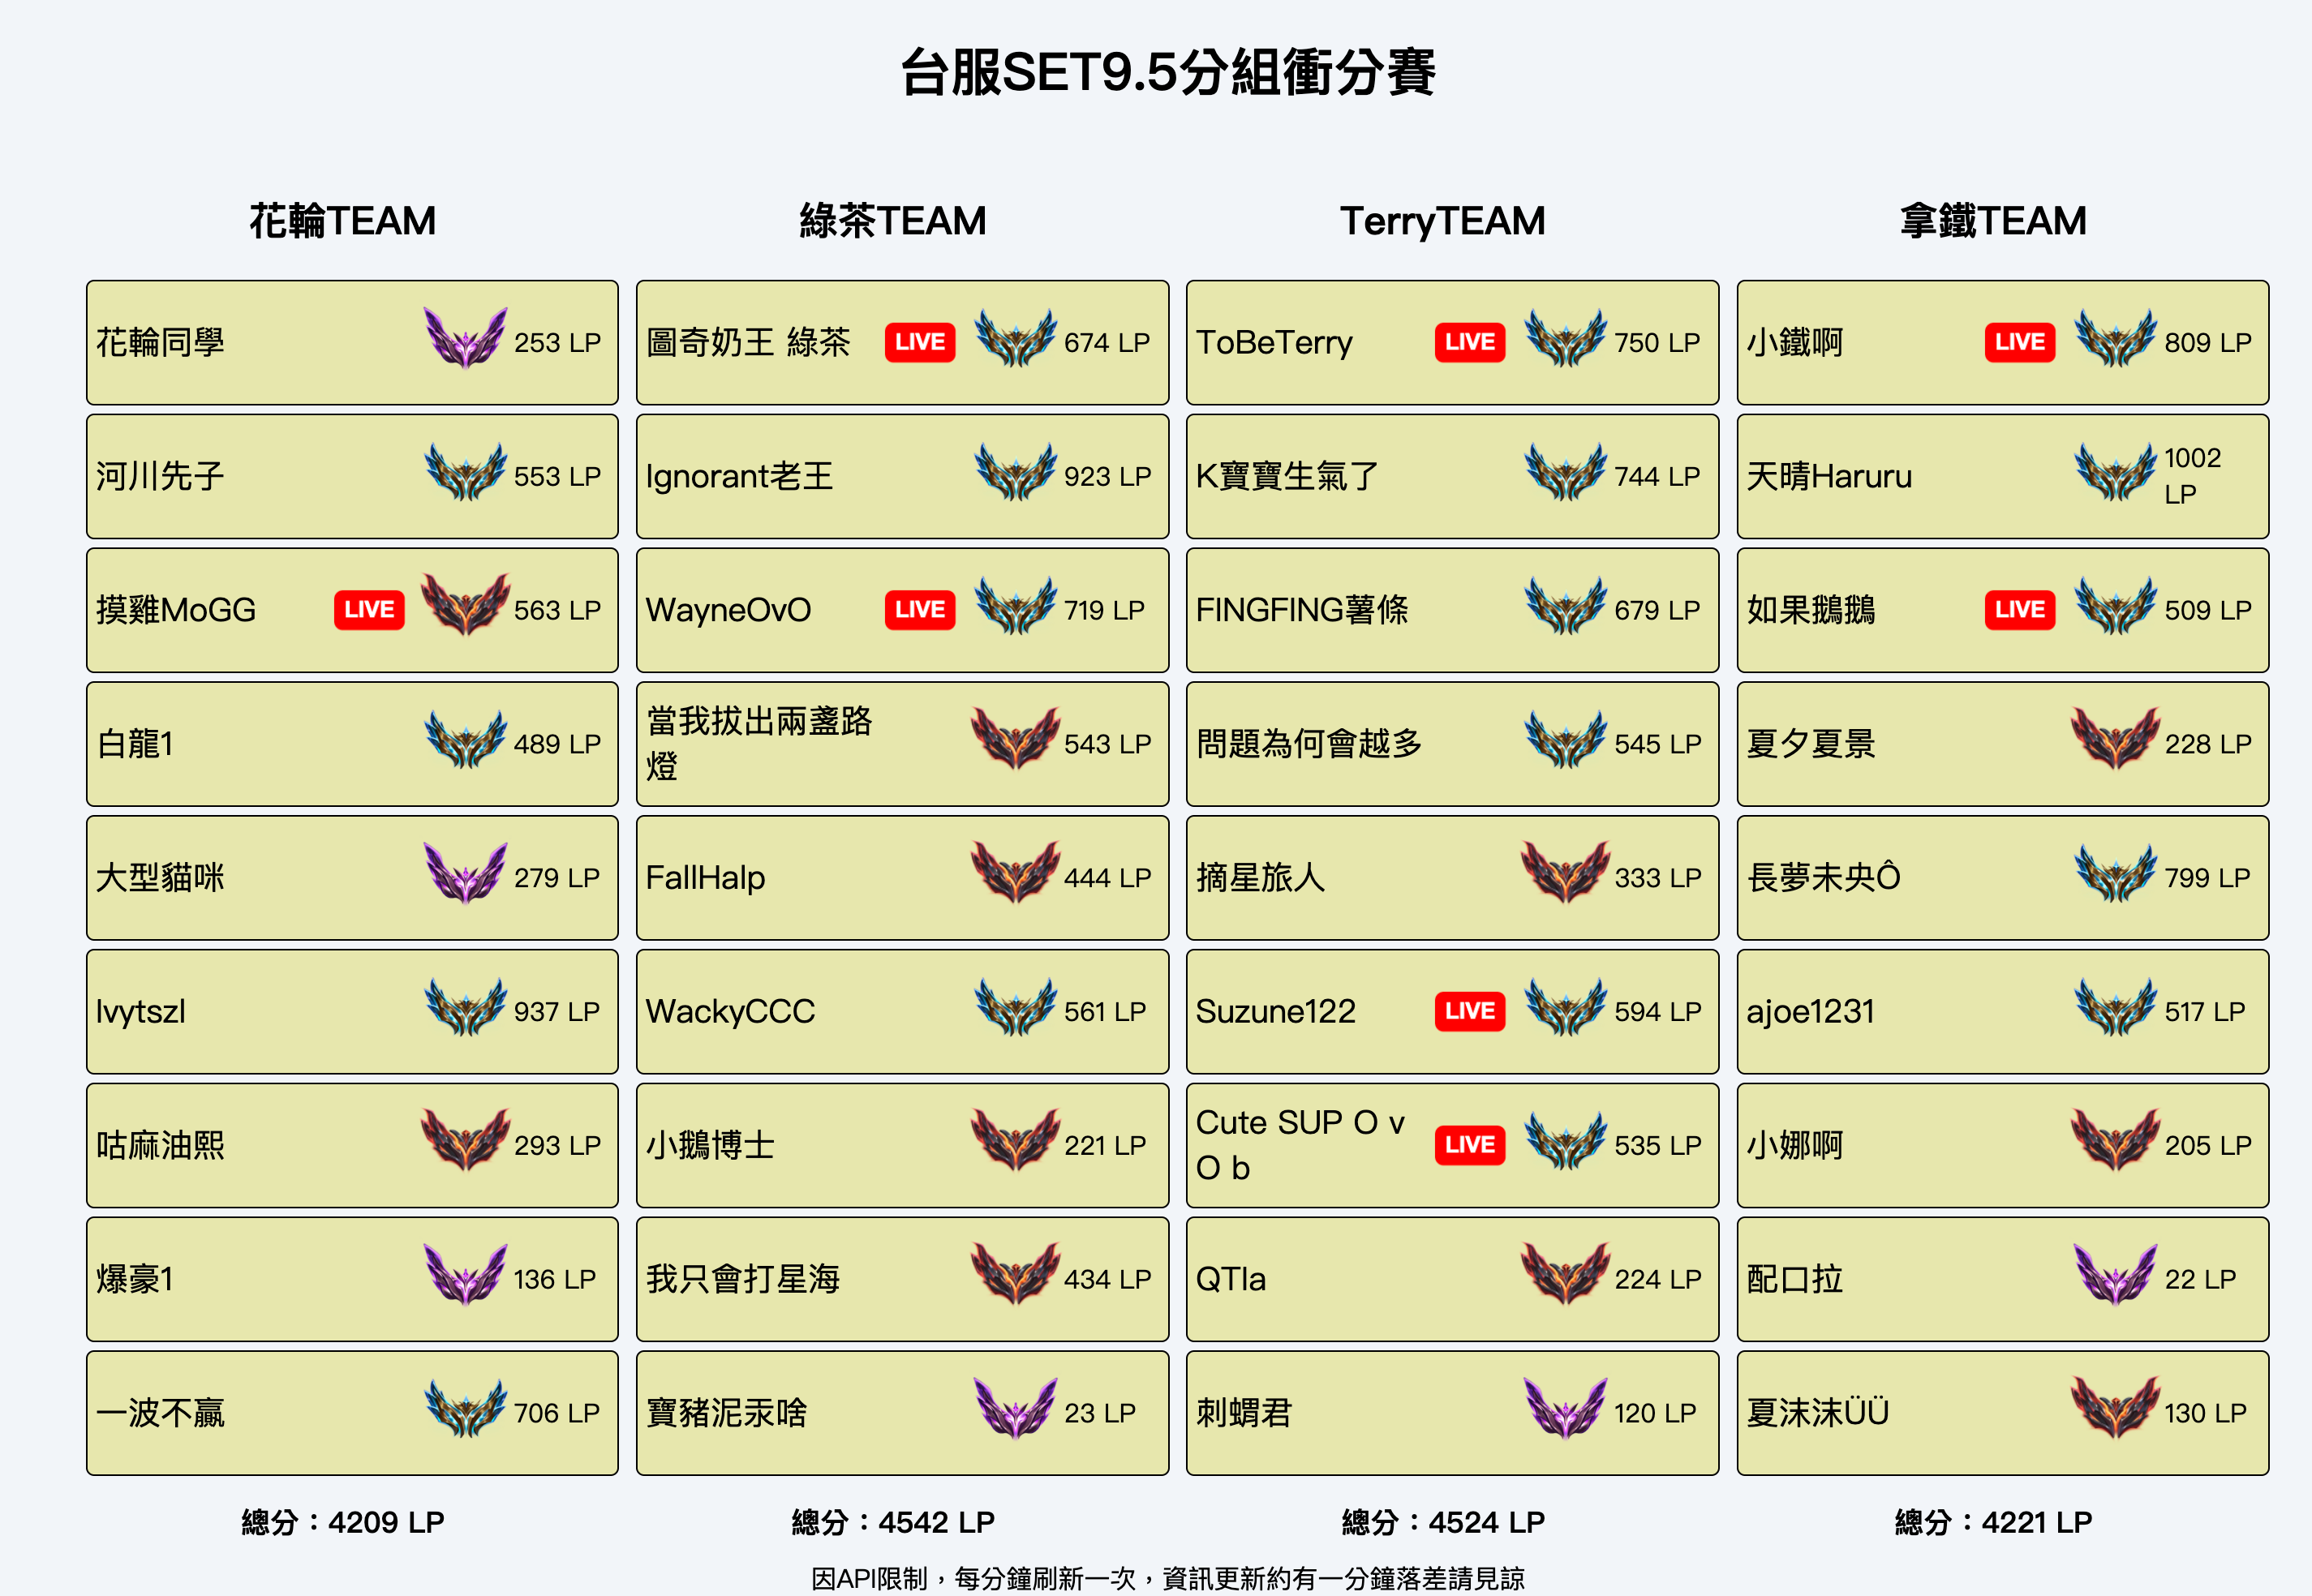 台服SET9.5分組衝分賽
花輪TEAM
花輪同學 253 LP
河川先子 553 LP
摸雞MoGG LIVE 563 LP
白龍1 489 LP
大型貓咪 279 LP
lvytszl 937 LP
咕麻油熙 293 LP
爆豪1 136 LP
一波不贏 706 LP
總分：4209 LP
綠茶TEAM
圖奇奶王 綠茶 LIVE 674 LP
Ignorant老王 923 LP
WayneOvO LIVE 719 LP
當我拔出兩盞路
燈 543 LP
FallHalp 444 LP
WackyCCC 561 LP
小鵝博士 221 LP
我只會打星海 434 LP
寶豬泥汞啥 23 LP
總分：4542 LP
TerryTEAM
ToBeTerry LIVE 750 LP
K寶寶生氣了 744 LP
FINGFING薯條 679 LP
問題為何會越多 545 LP
摘星旅人 333 LP
Suzune122 LIVE 594 LP
Cute SUP O v
O b LIVE 535 LP
QTla 224 LP
刺蝟君 120 LP
總分：4524 LP
拿鐵TEAM
小鐵啊 LIVE 809 LP
天晴Haruru 1002
LP
如果鵝鵝 LIVE 509 LP
夏夕夏景 228 LP
長夢未央Ô 799 LP
ajoe1231 517 LP
小娜啊 205 LP
配口拉 22 LP
夏沫沫ÜÜ 130 LP
總分：4221 LP
因API限制，每分鐘刷新一次，資訊更新約有一分鐘落差請見諒